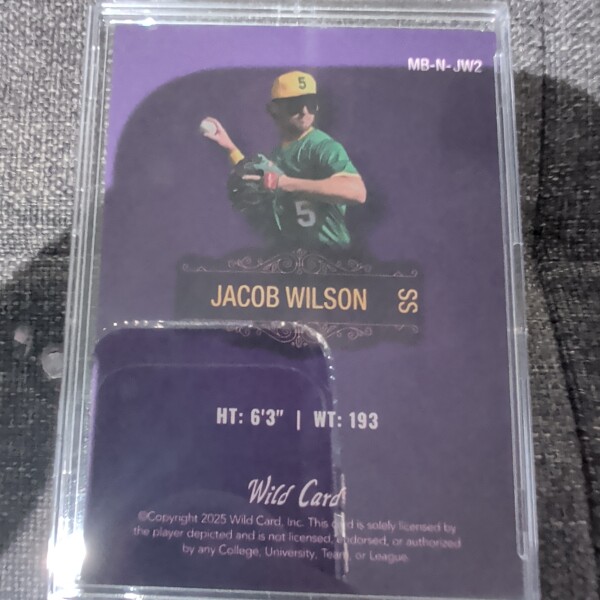 MB-N-JW2
5
5
JACOB WILSON SS
HT: 6'3" | WT: 193
Wild Card
©Copyright 2025 Wild Card, Inc. This card is solely licensed by
the player depicted and is not licensed, endorsed, or authorized
by any College, University, Team, or League.